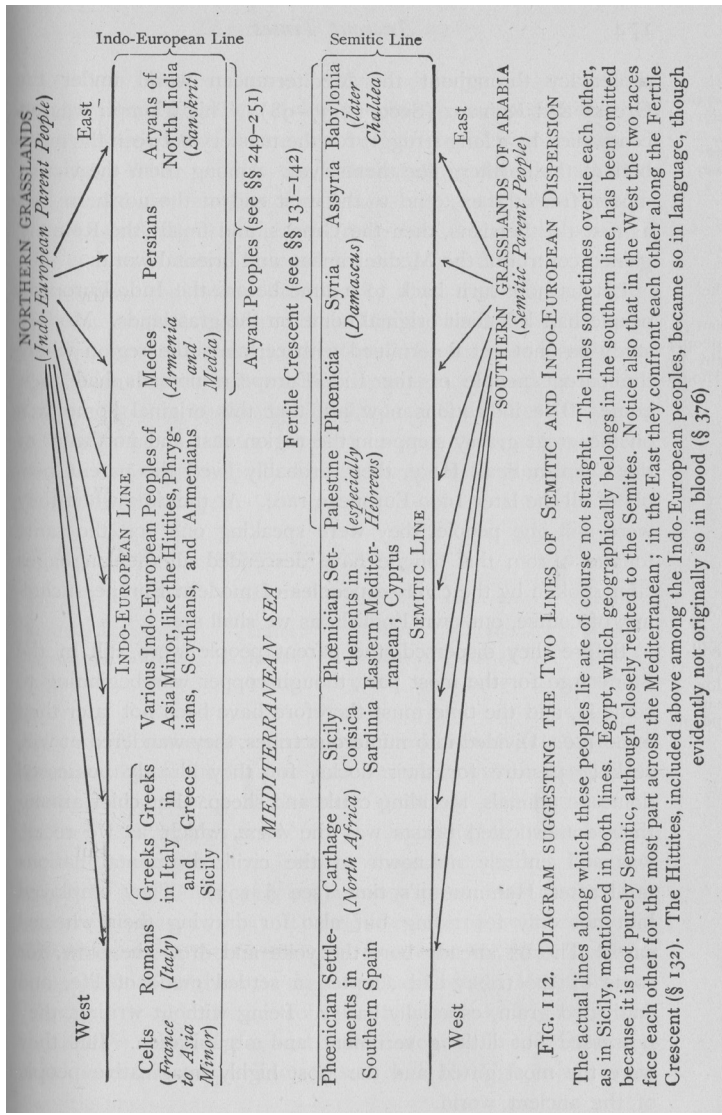 NORTHERN GRASSLANDS
(Indo-European Parent People)
West
East
INDO-EUROPEAN LINE
Indo-European Line
Celts
(France
to Asia
Minor)
Romans
(Italy)
Greeks
in Italy
and
Sicily
Greeks
in
Greece
Various Indo-European Peoples of
Asia Minor, like the Hittites, Phryg-
ians, Scythians, and Armenians
Medes
(Armenia
and
Media)
Persians
Aryans of
North India
(Sanskrit)
Aryan Peoples (see §§ 249–251)
MEDITERRANEAN SEA
Fertile Crescent (see §§ 131–142)
Semitic Line
Phœnician Settle-
ments in
Southern Spain
Carthage
(North Africa)
Sicily
Corsica
Sardinia
Phœnician Set-
tlements in
Eastern Mediter-
ranean; Cyprus
Palestine
(especially
Hebrews)
Phœnicia
Syria
(Damascus)
Assyria
Babylonia
(later
Chaldea)
SEMITIC LINE
West
East
SOUTHERN GRASSLANDS OF ARABIA
(Semitic Parent People)
FIG. 112. DIAGRAM SUGGESTING THE TWO LINES OF SEMITIC AND INDO-EUROPEAN DISPERSION
The actual lines along which these peoples lie are of course not straight. The lines sometimes overlie each other,
as in Sicily, mentioned in both lines. Egypt, which geographically belongs in the southern line, has been omitted
because it is not purely Semitic, although closely related to the Semites. Notice also that in the West the two races
face each other for the most part across the Mediterranean; in the East they confront each other along the Fertile
Crescent (§ 132). The Hittites, included above among the Indo-European peoples, became so in language, though
evidently not originally so in blood (§ 376)